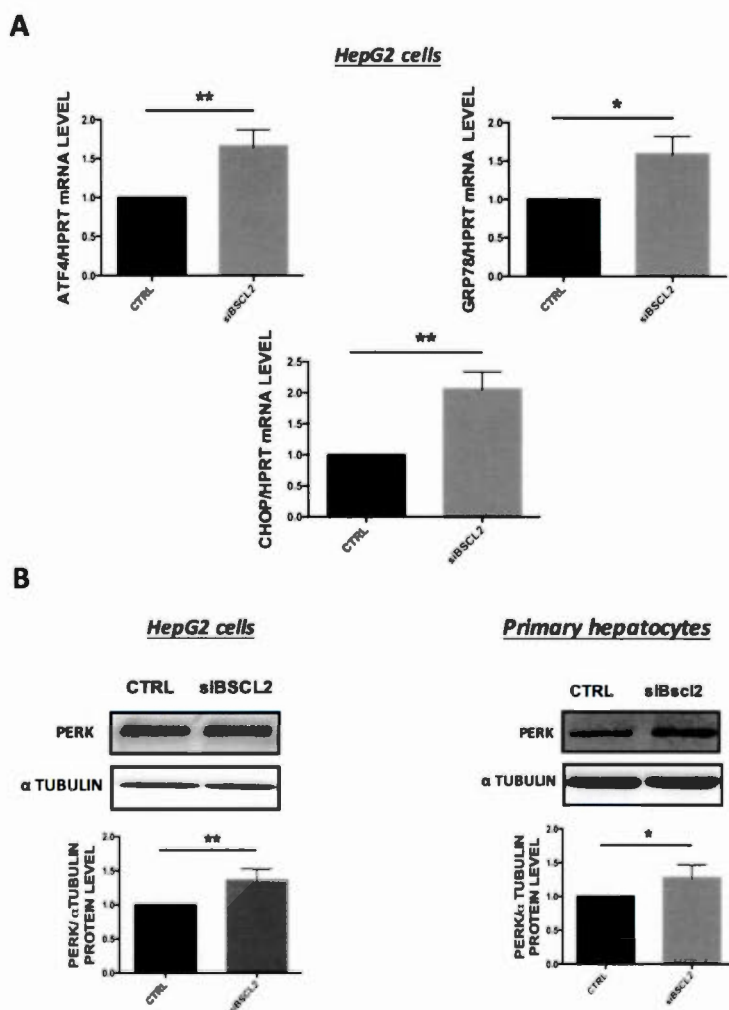 A
HepG2 cells
**
ATF4/HPRT mRNA LEVEL
2.0
1.5
1.0
0.5
0.0
CTRL
siBSCL2
*
GRP78/HPRT mRNA LEVEL
2.0
1.5
1.0
0.5
0.0
CTRL
siBSCL2
**
CHOP/HPRT mRNA LEVEL
2.5
2.0
1.5
1.0
0.5
0.0
CTRL
siBSCL2
B
HepG2 cells
CTRL siBSCL2
PERK
α TUBULIN
**
PERK/αTUBULIN
PROTEIN LEVEL
2.0
1.5
1.0
0.5
0.0
CTRL
siBSCL2
Primary hepatocytes
CTRL siBscl2
PERK
α TUBULIN
*
PERK/α TUBULIN
PROTEIN LEVEL
2.0
1.5
1.0
0.5
0.0
CTRL
siBSCL2